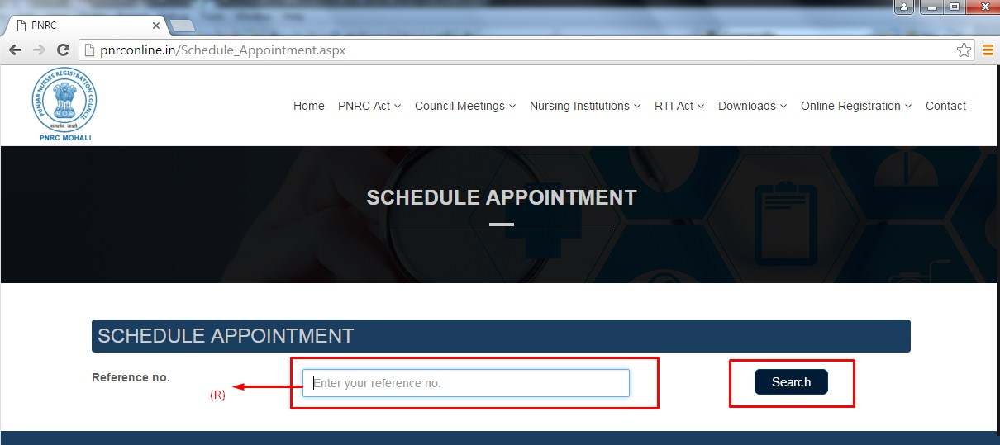 PNRC
pnrconline.in/Schedule_Appointment.aspx
PUNJAB NURSES REGISTRATION COUNCIL
सत्यमेव जयते
PNRC MOHALI
Home PNRC Act Council Meetings Nursing Institutions RTI Act Downloads Online Registration Contact
SCHEDULE APPOINTMENT
SCHEDULE APPOINTMENT
Reference no. Enter your reference no. Search
(R)